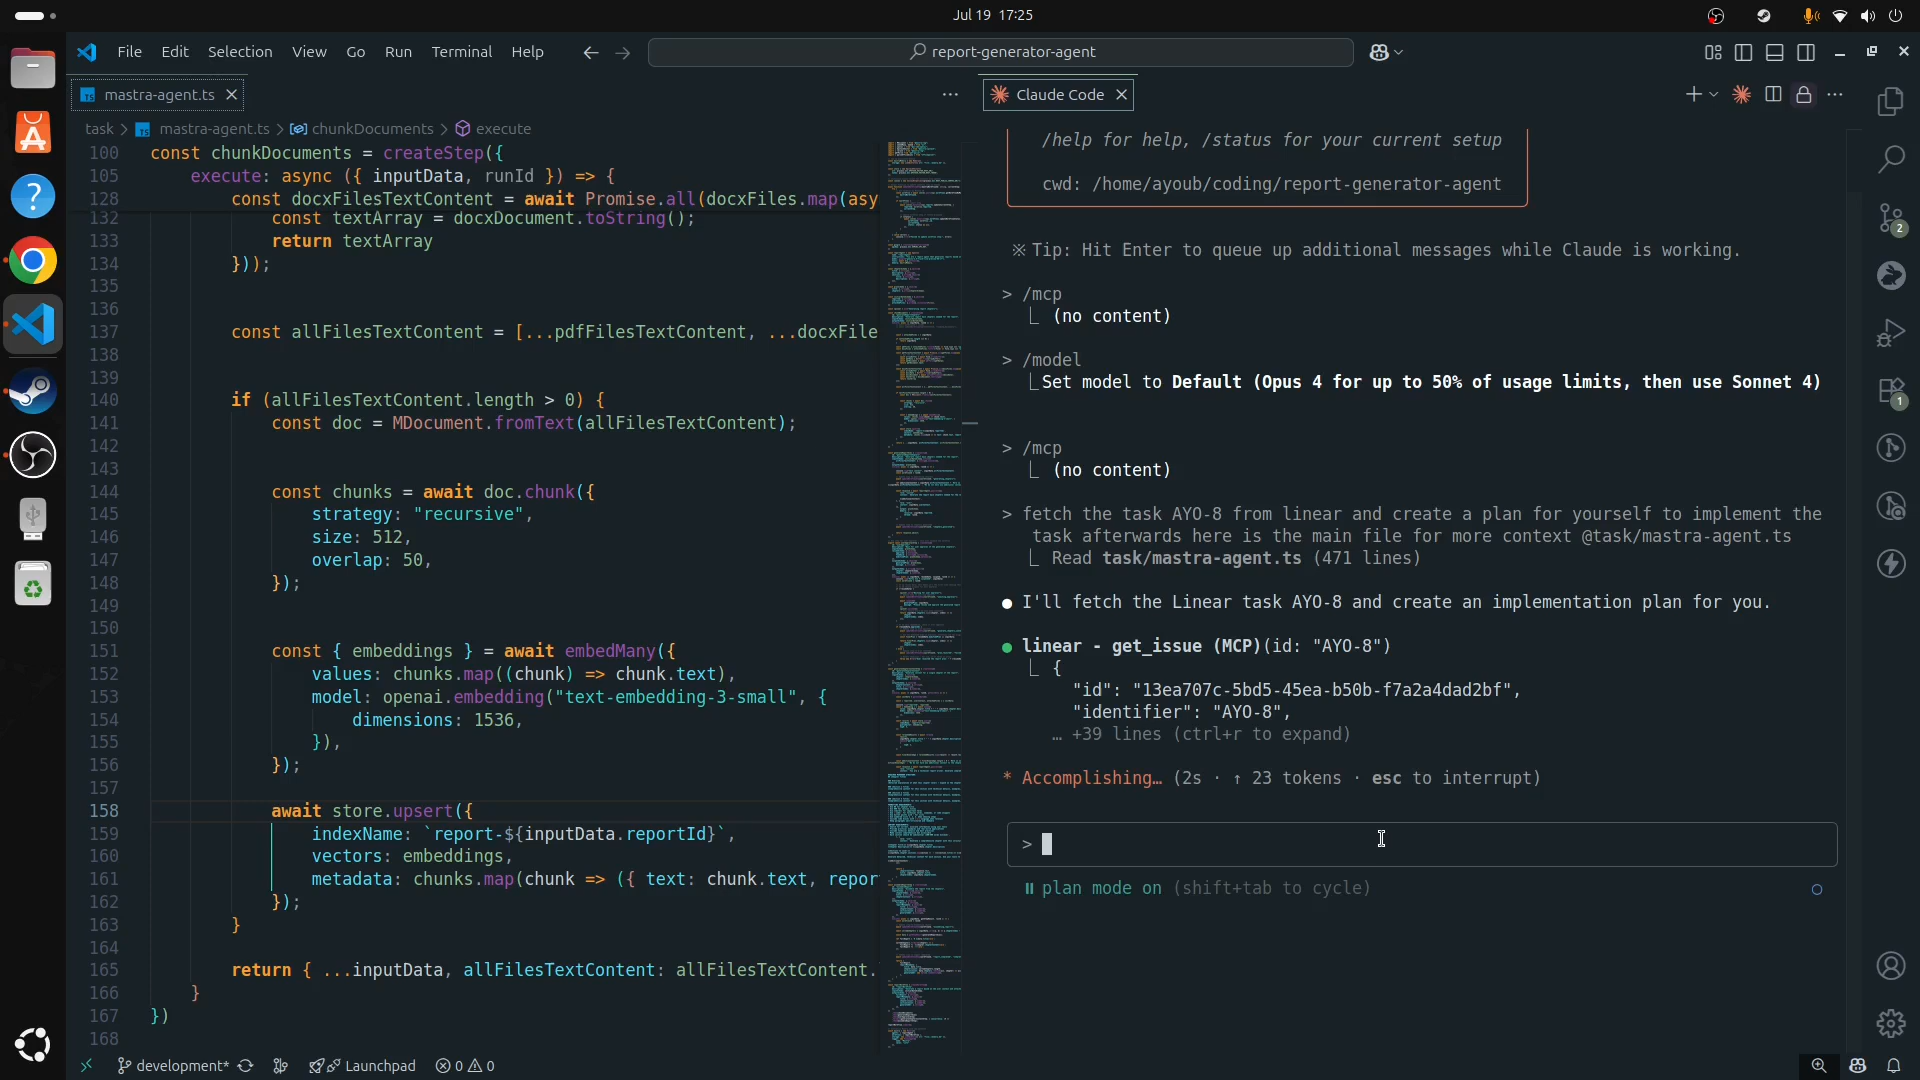 Jul 19 17:25
File Edit Selection View Go Run Terminal Help
report-generator-agent
TS mastra-agent.ts
Claude Code
task > TS mastra-agent.ts > chunkDocuments > execute
100 const chunkDocuments = createStep({
105 execute: async ({ inputData, runId }) => {
128 const docxFilesTextContent = await Promise.all(docxFiles.map(asy
132 const textArray = docxDocument.toString();
133 return textArray
134 }));
135
136
137 const allFilesTextContent = [...pdfFilesTextContent, ...docxFile
138
139
140 if (allFilesTextContent.length > 0) {
141 const doc = MDocument.fromText(allFilesTextContent);
142
143
144 const chunks = await doc.chunk({
145 strategy: "recursive",
146 size: 512,
147 overlap: 50,
148 });
149
150
151 const { embeddings } = await embedMany({
152 values: chunks.map((chunk) => chunk.text),
153 model: openai.embedding("text-embedding-3-small", {
154 dimensions: 1536,
155 }),
156 });
157
158 await store.upsert({
159 indexName: `report-${inputData.reportId}`,
160 vectors: embeddings,
161 metadata: chunks.map(chunk => ({ text: chunk.text, repor
162 });
163 }
164
165 return { ...inputData, allFilesTextContent: allFilesTextContent.
166 }
167 })
168
/help for help, /status for your current setup
cwd: /home/ayoub/coding/report-generator-agent
※ Tip: Hit Enter to queue up additional messages while Claude is working.
> /mcp
⎿ (no content)
> /model
⎿ Set model to Default (Opus 4 for up to 50% of usage limits, then use Sonnet 4)
> /mcp
⎿ (no content)
> fetch the task AYO-8 from linear and create a plan for yourself to implement the
task afterwards here is the main file for more context @task/mastra-agent.ts
⎿ Read task/mastra-agent.ts (471 lines)
● I'll fetch the Linear task AYO-8 and create an implementation plan for you.
● linear - get_issue (MCP)(id: "AYO-8")
⎿ {
"id": "13ea707c-5bd5-45ea-b50b-f7a2a4dad2bf",
"identifier": "AYO-8",
… +39 lines (ctrl+r to expand)
* Accomplishing… (2s · ↑ 23 tokens · esc to interrupt)
>
⏸ plan mode on (shift+tab to cycle)
2
1
development* Launchpad 0 0